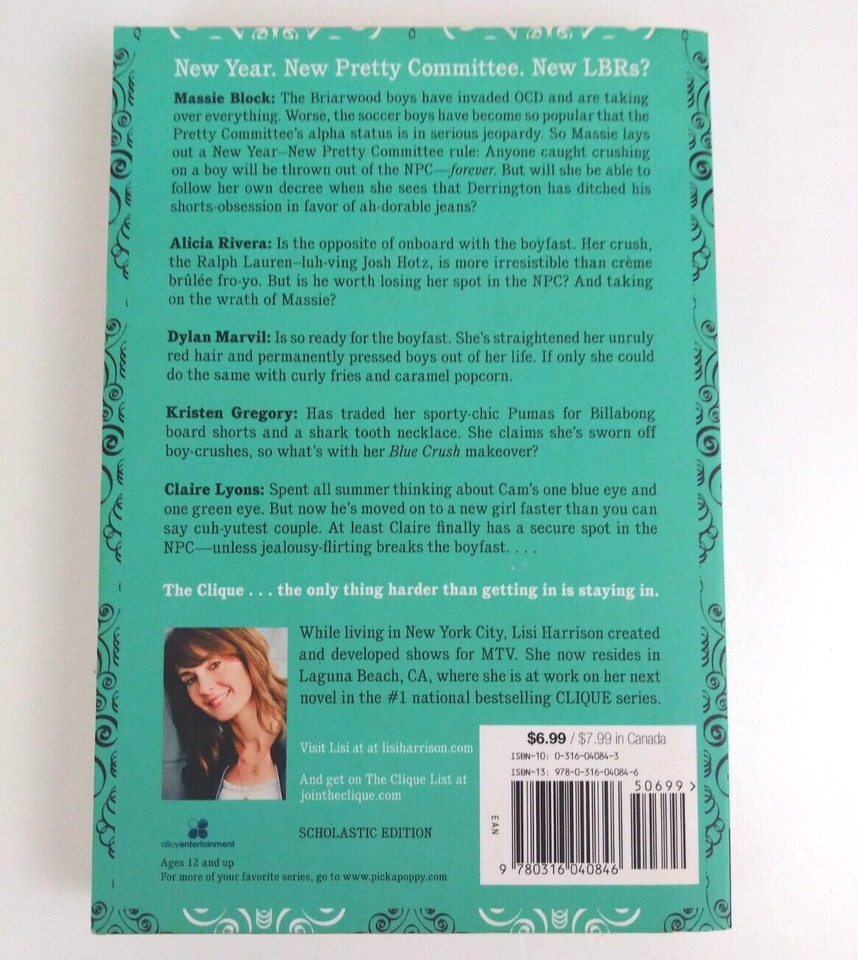 New Year. New Pretty Committee. New LBRs?
Massie Block: The Briarwood boys have invaded OCD and are taking
over everything. Worse, the soccer boys have become so popular that the
Pretty Committee's alpha status is in serious jeopardy. So Massie lays
out a New Year–New Pretty Committee rule: Anyone caught crushing
on a boy will be thrown out of the NPC—forever. But will she be able to
follow her own decree when she sees that Derrington has ditched his
shorts-obsession in favor of ah-dorable jeans?
Alicia Rivera: Is the opposite of onboard with the boyfast. Her crush,
the Ralph Lauren–luh-ving Josh Hotz, is more irresistible than crème
brûlée fro-yo. But is he worth losing her spot in the NPC? And taking
on the wrath of Massie?
Dylan Marvil: Is so ready for the boyfast. She's straightened her unruly
red hair and permanently pressed boys out of her life. If only she could
do the same with curly fries and caramel popcorn.
Kristen Gregory: Has traded her sporty-chic Pumas for Billabong
board shorts and a shark tooth necklace. She claims she's sworn off
boy-crushes, so what's with her Blue Crush makeover?
Claire Lyons: Spent all summer thinking about Cam's one blue eye and
one green eye. But now he's moved on to a new girl faster than you can
say cuh-yutest couple. At least Claire finally has a secure spot in the
NPC—unless jealousy-flirting breaks the boyfast. . . .
The Clique . . . the only thing harder than getting in is staying in.
While living in New York City, Lisi Harrison created
and developed shows for MTV. She now resides in
Laguna Beach, CA, where she is at work on her next
novel in the #1 national bestselling CLIQUE series.
Visit Lisi at at lisiharrison.com
And get on The Clique List at
jointheclique.com
SCHOLASTIC EDITION
alloyentertainment
Ages 12 and up
For more of your favorite series, go to www.pickapoppy.com
$6.99 / $7.99 in Canada
ISBN-10: 0-316-04084-3
ISBN-13: 978-0-316-04084-6
50699 >
EAN
9 780316 040846